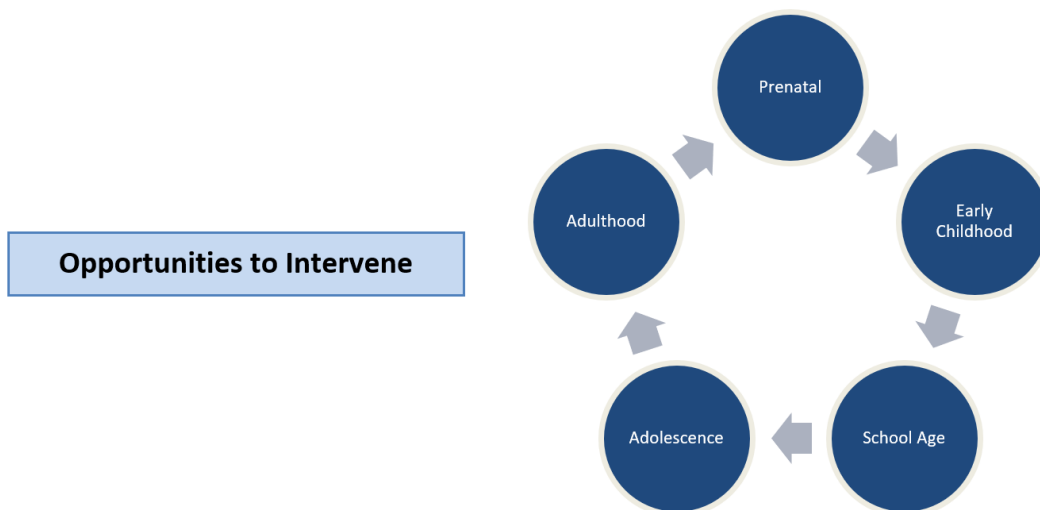 Opportunities to Intervene
Prenatal
Early
Childhood
School Age
Adolescence
Adulthood